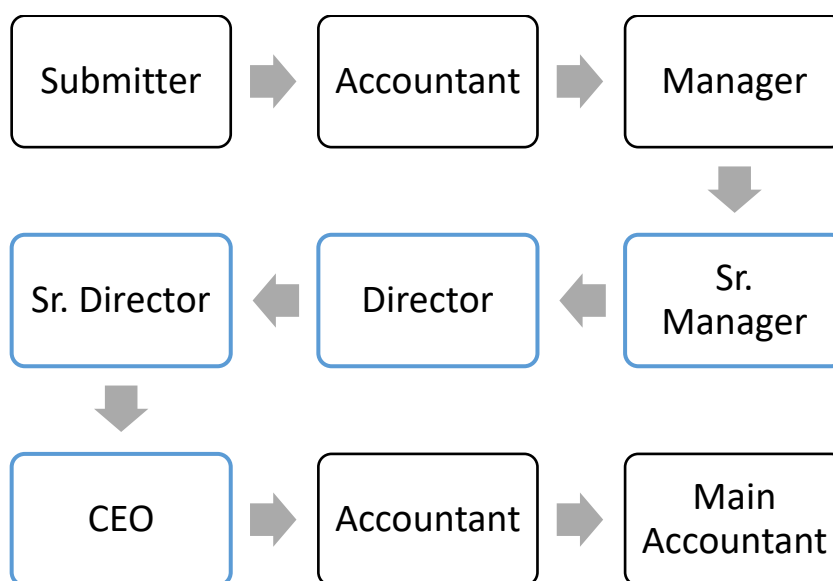 Submitter
Accountant
Manager
Sr. Director
Director
Sr.
Manager
CEO
Accountant
Main
Accountant